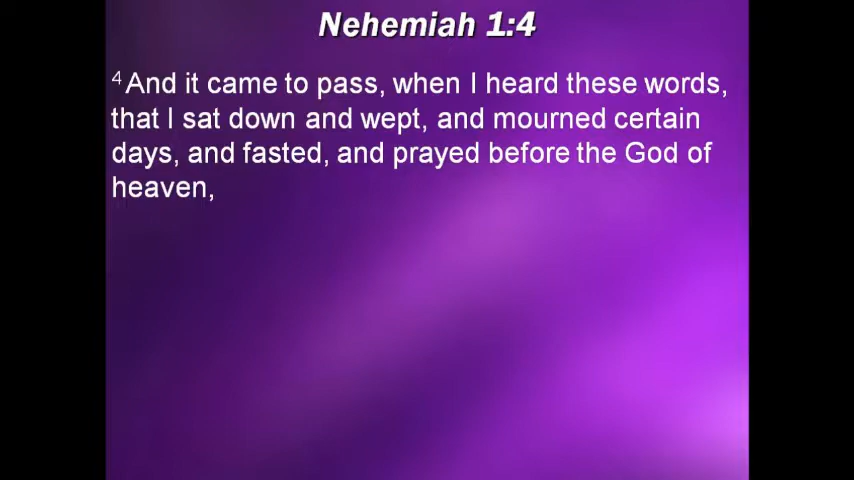 Nehemiah 1:4
4 And it came to pass, when I heard these words,
that I sat down and wept, and mourned certain
days, and fasted, and prayed before the God of
heaven,